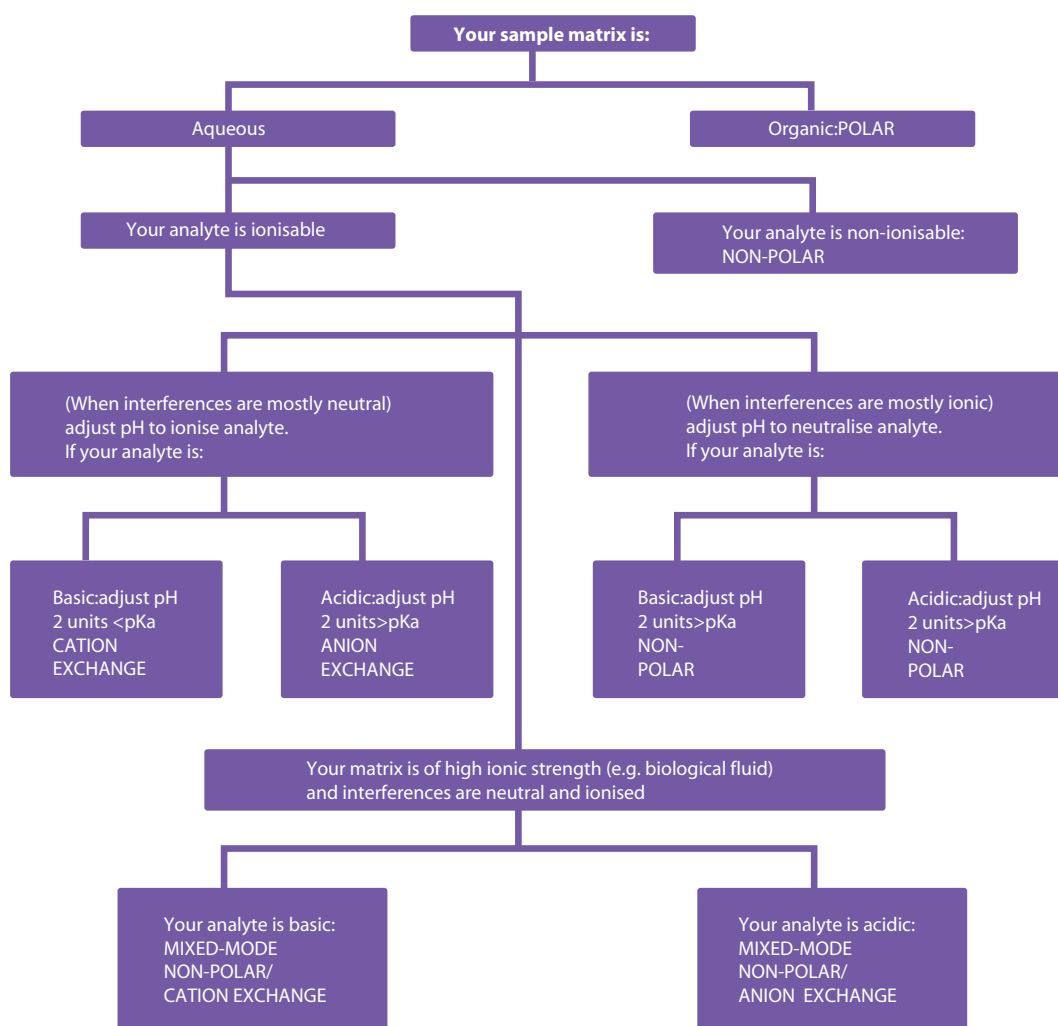 Your sample matrix is:
Aqueous
Organic:POLAR
Your analyte is ionisable
Your analyte is non-ionisable:
NON-POLAR
(When interferences are mostly neutral)
adjust pH to ionise analyte.
If your analyte is:
(When interferences are mostly ionic)
adjust pH to neutralise analyte.
If your analyte is:
Basic:adjust pH
2 units <pKa
CATION
EXCHANGE
Acidic:adjust pH
2 units>pKa
ANION
EXCHANGE
Basic:adjust pH
2 units>pKa
NON-
POLAR
Acidic:adjust pH
2 units>pKa
NON-
POLAR
Your matrix is of high ionic strength (e.g. biological fluid)
and interferences are neutral and ionised
Your analyte is basic:
MIXED-MODE
NON-POLAR/
CATION EXCHANGE
Your analyte is acidic:
MIXED-MODE
NON-POLAR/
ANION  EXCHANGE